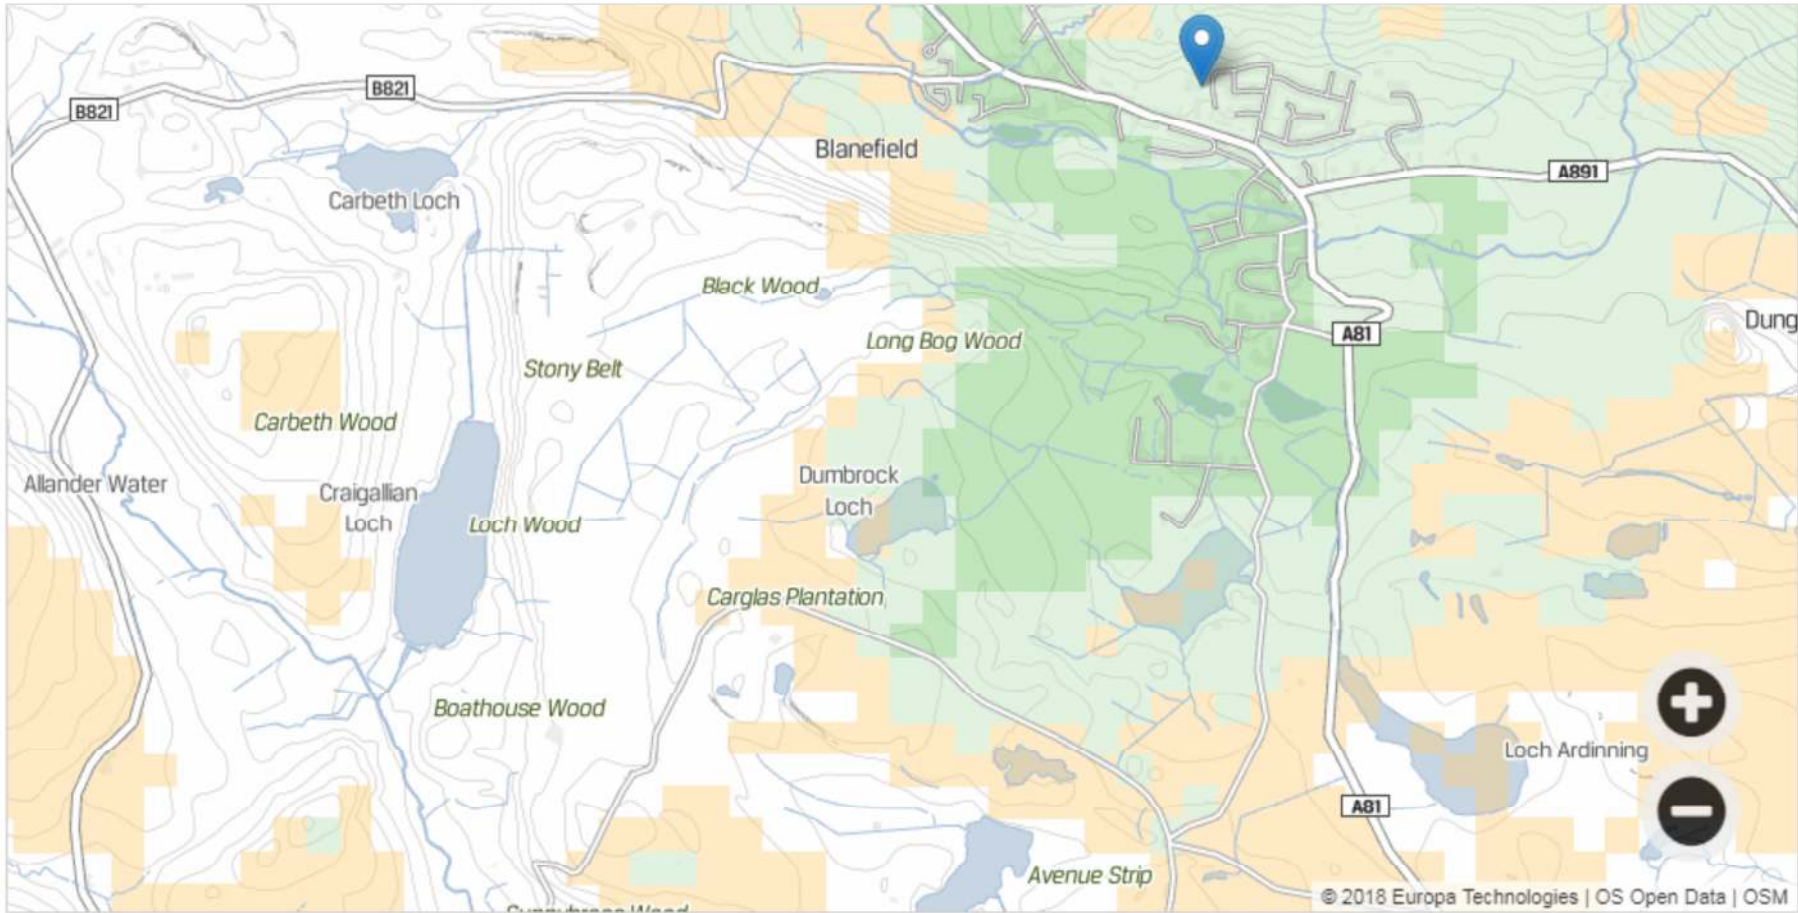 B821
B821
Blanefield
A891
Carbeth Loch
Black Wood
Dung
A81
Long Bog Wood
Stony Belt
Carbeth Wood
Allander Water
Craigallian
Loch
Dumbrock
Loch
Loch Wood
Carglas Plantation
Boathouse Wood
Loch Ardinning
A81
Avenue Strip
© 2018 Europa Technologies | OS Open Data | OSM